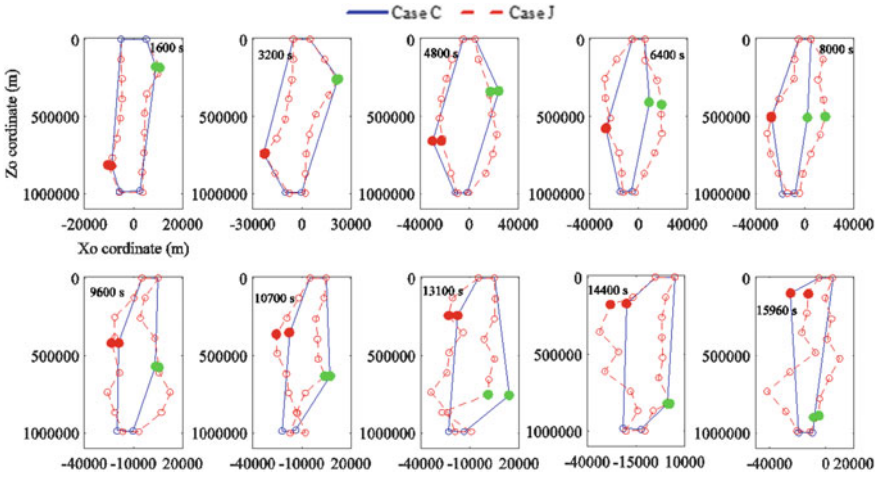 Case C Case J
0 0 0 0 0
1600 s 3200 s 4800 s 6400 s 8000 s
Zo cordinate (m)
500000 500000 500000 500000 500000
1000000 1000000 1000000 1000000 1000000
-20000 0 20000 -30000 0 30000 -40000 0 40000 -40000 0 40000 -40000 0 40000
Xo cordinate (m)
0 0 0 0 0
9600 s 10700 s 13100 s 14400 s 15960 s
500000 500000 500000 500000 500000
1000000 1000000 1000000 1000000 1000000
-40000 -10000 20000 -40000 -10000 20000 -40000 -10000 20000 -40000 -15000 10000 -40000 0 20000